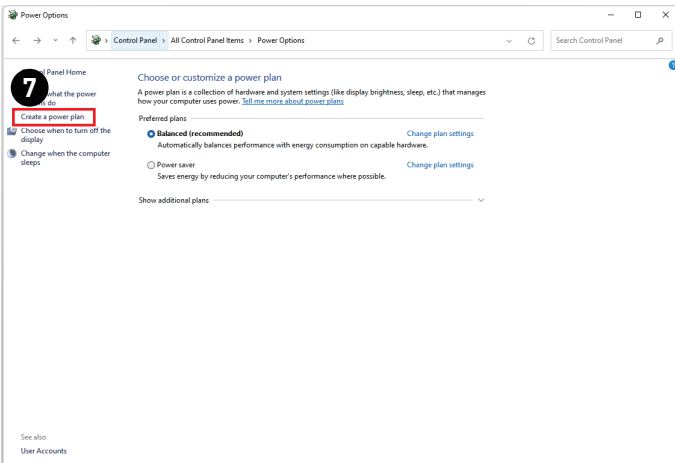 Power Options
Control Panel > All Control Panel Items > Power Options
Search Control Panel
Panel Home
7
what the power
do
Create a power plan
Choose when to turn off the
display
Change when the computer
sleeps
Choose or customize a power plan
A power plan is a collection of hardware and system settings (like display brightness, sleep, etc.) that manages
how your computer uses power. Tell me more about power plans
Preferred plans
Balanced (recommended) Change plan settings
Automatically balances performance with energy consumption on capable hardware.
Power saver Change plan settings
Saves energy by reducing your computer's performance where possible.
Show additional plans
See also
User Accounts